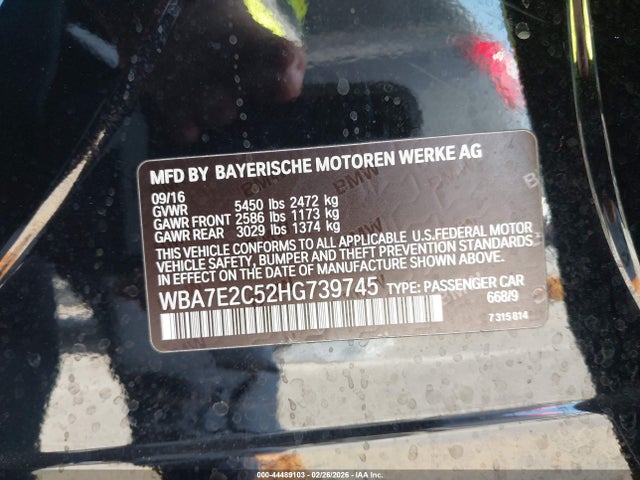 MFD BY BAYERISCHE MOTOREN WERKE AG
09/16
GVWR 5450 lbs 2472 kg
GAWR FRONT 2586 lbs 1173 kg
GAWR REAR 3029 lbs 1374 kg
THIS VEHICLE CONFORMS TO ALL APPLICABLE U.S.FEDERAL MOTOR
VEHICLE SAFETY, BUMPER AND THEFT PREVENTION STANDARDS
IN EFFECT ON THE DATE OF MANUFACTURE SHOWN ABOVE.
WBA7E2C52HG739745 TYPE: PASSENGER CAR
668/9
7315814
000-44489103 - 02/26/2026 - IAA Inc.